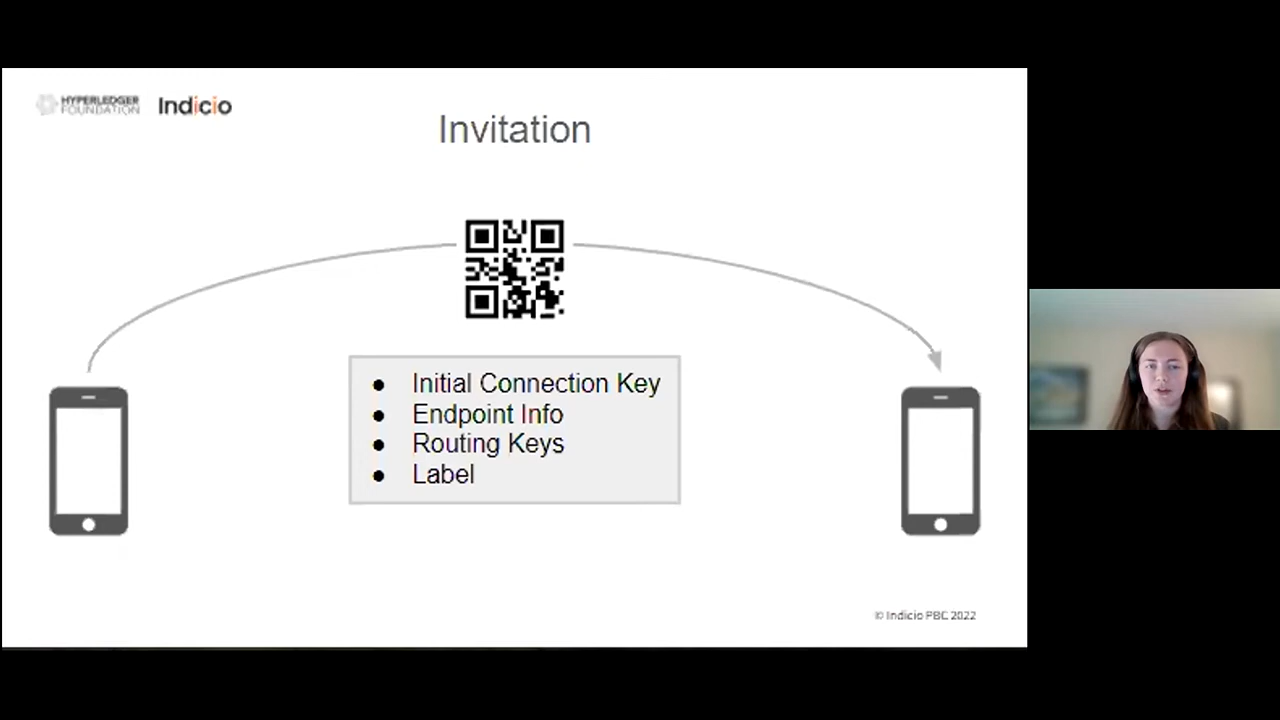 HYPERLEDGER
FOUNDATION
Indicio
Invitation
● Initial Connection Key
● Endpoint Info
● Routing Keys
● Label
© Indicio PBC 2022